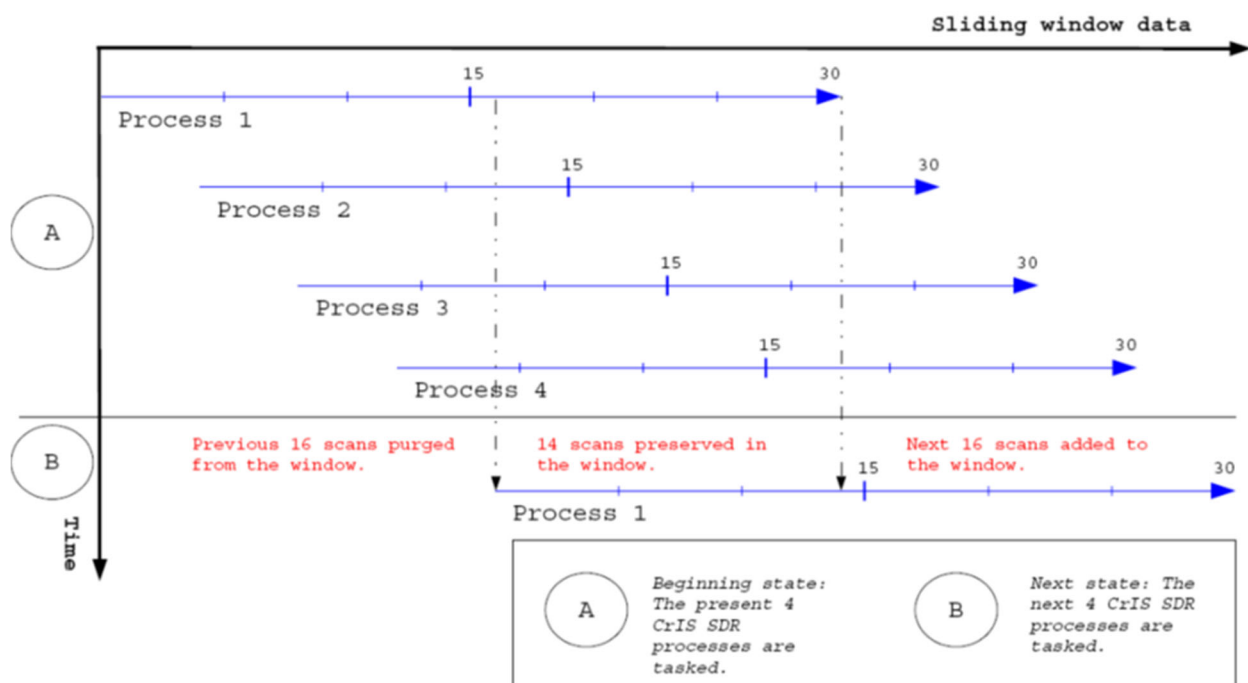 Sliding window data
15
30
Process 1
15
30
Process 2
A
15
30
Process 3
15
30
Process 4
B
Previous 16 scans purged
from the window.
14 scans preserved in
the window.
Next 16 scans added to
the window.
15
30
Process 1
Time
A
Beginning state:
The present 4
CrIS SDR
processes are
tasked.
B
Next state: The
next 4 CrIS SDR
processes are
tasked.